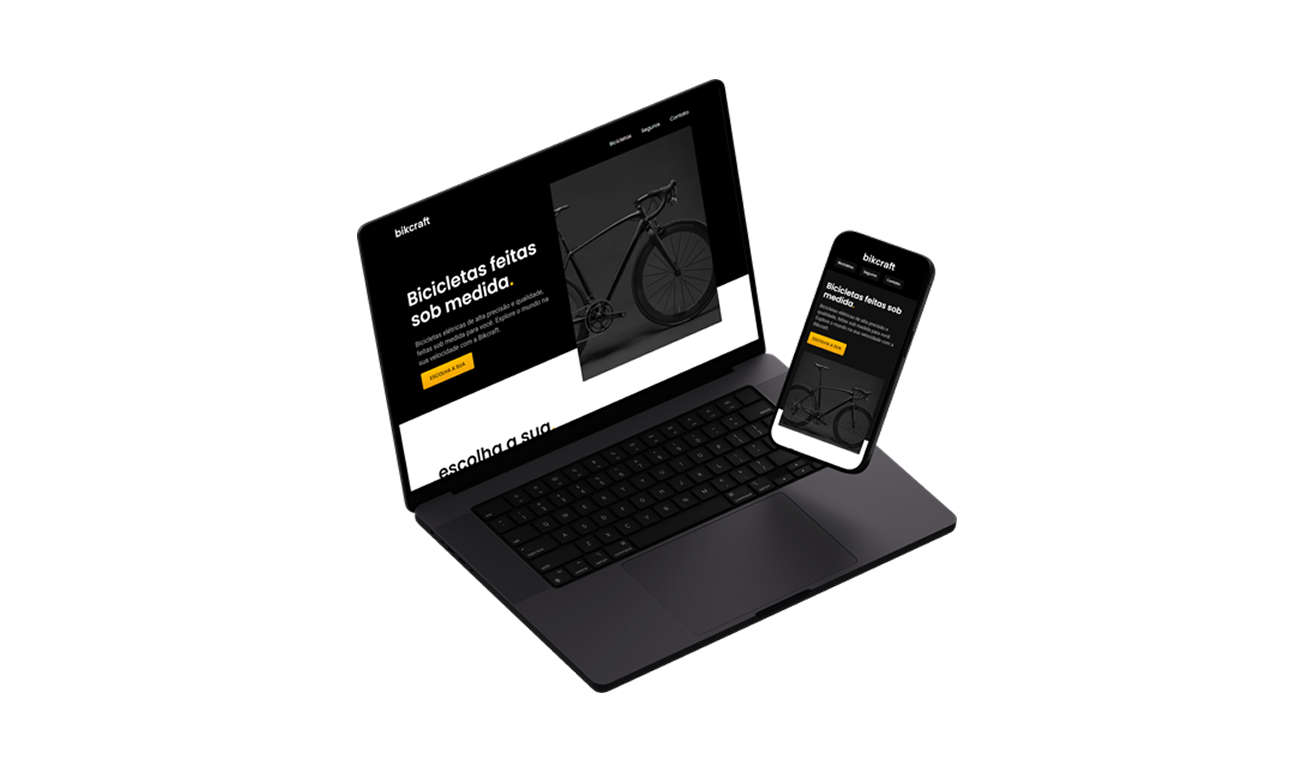 bikcraft
Bicicletas Seguros Contato
Bicicletas feitas
sob medida.
Bicicletas elétricas de alta precisão e qualidade,
feitas sob medida para você. Explore o mundo na
sua velocidade com a Bikcraft.
ESCOLHA A SUA
escolha a sua
bikcraft
Bicicletas Seguros Contato
Bicicletas feitas sob
medida.
Bicicletas elétricas de alta precisão e
qualidade, feitas sob medida para você.
Explore o mundo na sua velocidade com a
Bikcraft.
ESCOLHA A SUA